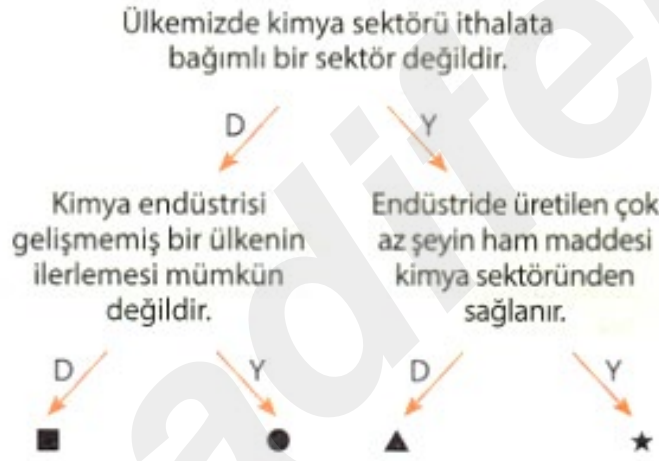 Ülkemizde kimya sektörü ithalata
bağımlı bir sektör değildir.
D
Y
Kimya endüstrisi
gelişmemiş bir ülkenin
ilerlemesi mümkün
değildir.
Endüstride üretilen çok
az şeyin ham maddesi
kimya sektöründen
sağlanır.
D
Y
D
Y